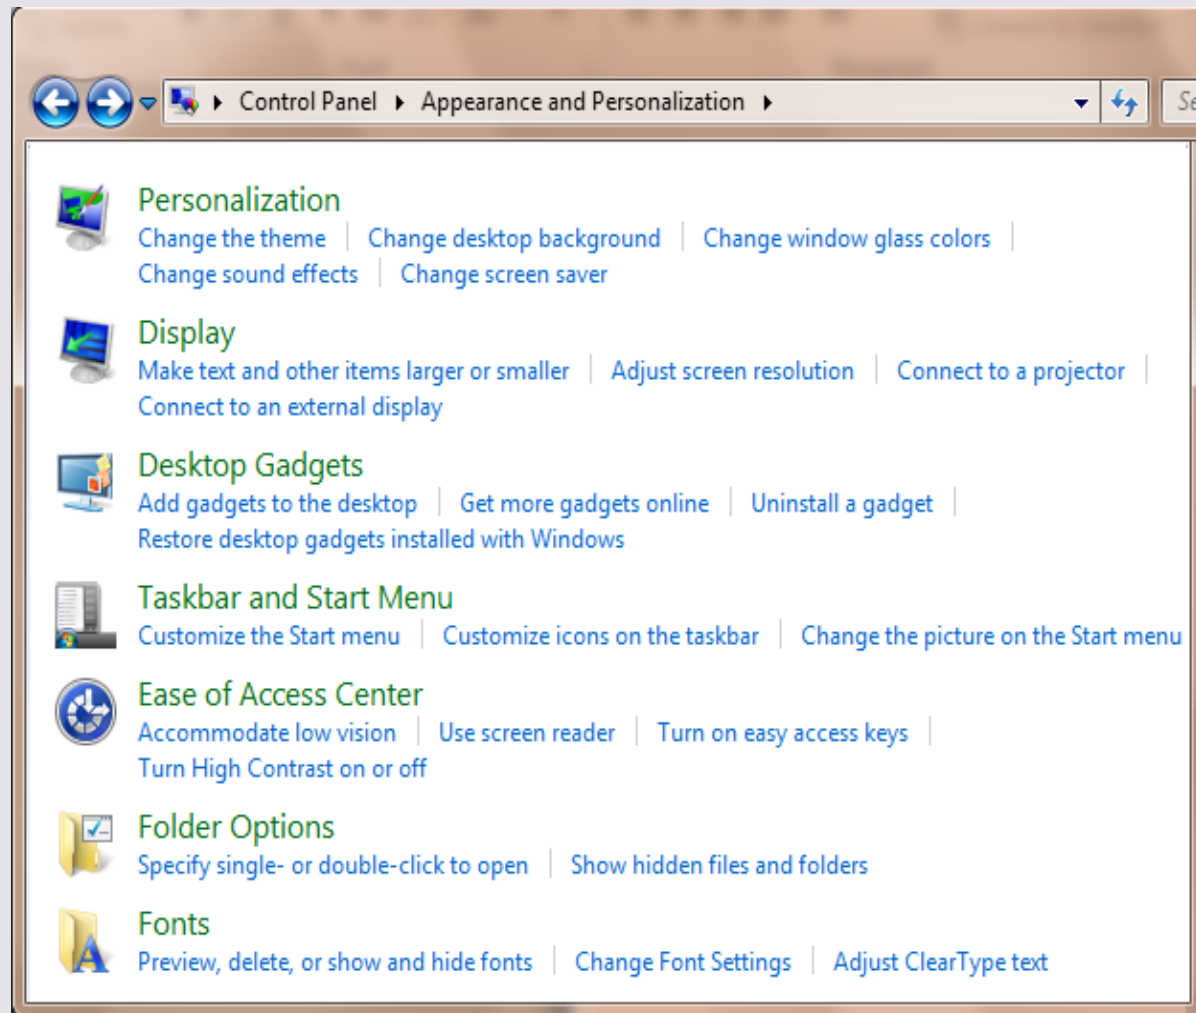 Control Panel Appearance and Personalization Se
Personalization
Change the theme Change desktop background Change window glass colors
Change sound effects Change screen saver
Display
Make text and other items larger or smaller Adjust screen resolution Connect to a projector
Connect to an external display
Desktop Gadgets
Add gadgets to the desktop Get more gadgets online Uninstall a gadget
Restore desktop gadgets installed with Windows
Taskbar and Start Menu
Customize the Start menu Customize icons on the taskbar Change the picture on the Start menu
Ease of Access Center
Accommodate low vision Use screen reader Turn on easy access keys
Turn High Contrast on or off
Folder Options
Specify single- or double-click to open Show hidden files and folders
Fonts
Preview, delete, or show and hide fonts Change Font Settings Adjust ClearType text